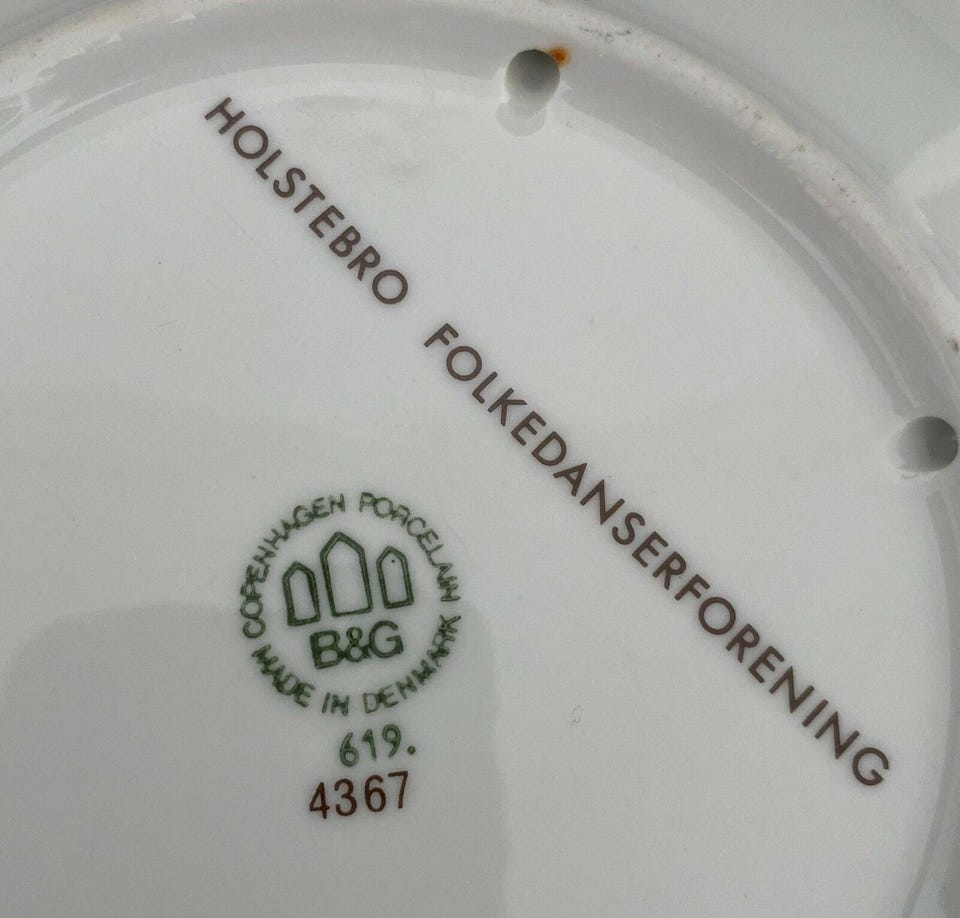 HOLSTEBRO FOLKEDANSERFORENING
COPENHAGEN PORCELAIN
B&G
MADE IN DENMARK
619.
4367